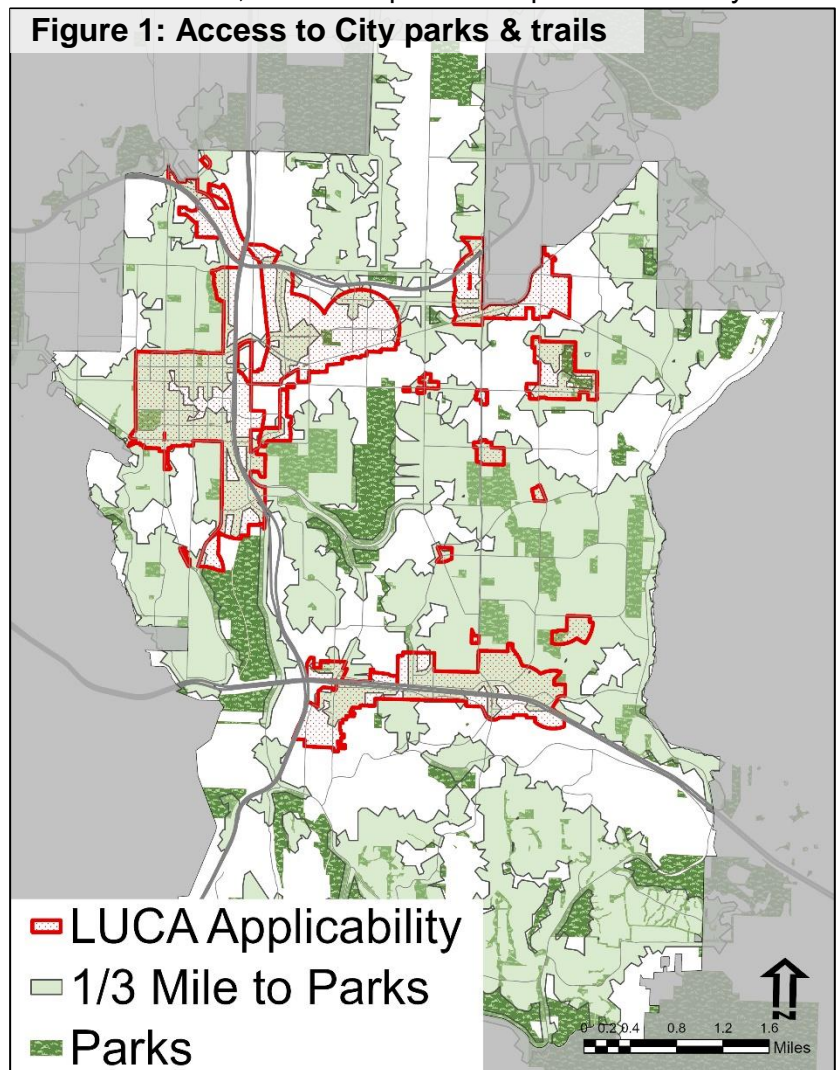 Figure 1: Access to City parks & trails
LUCA Applicability
1/3 Mile to Parks
Parks
N
0 0.2 0.4 0.8 1.2 1.6
Miles